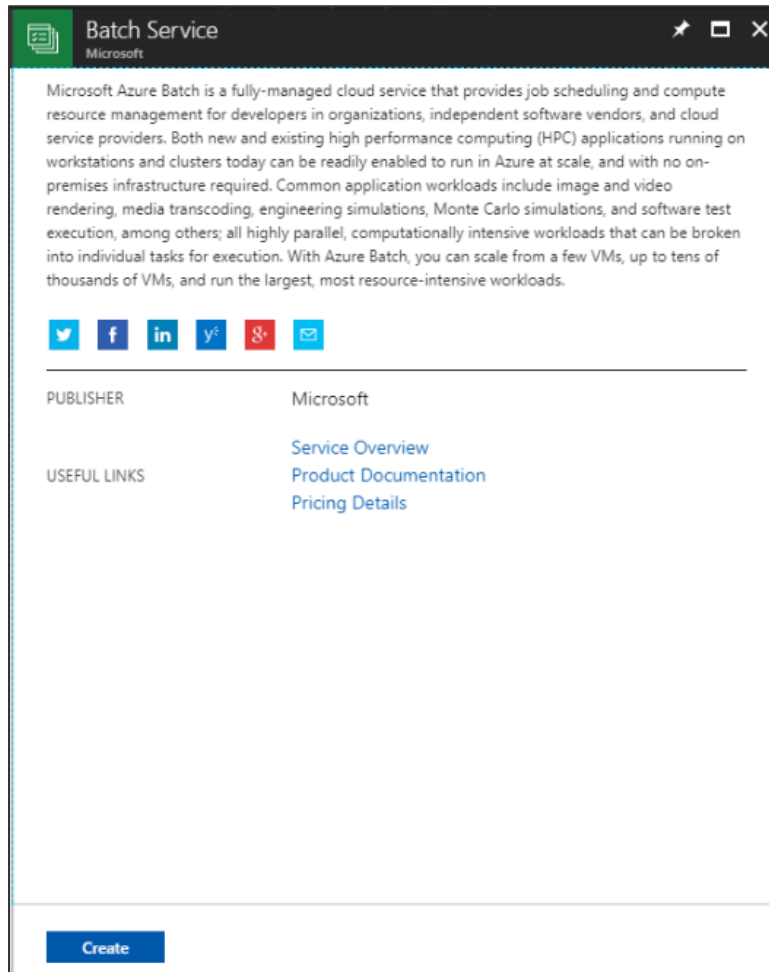 Batch Service
Microsoft
Microsoft Azure Batch is a fully-managed cloud service that provides job scheduling and compute
resource management for developers in organizations, independent software vendors, and cloud
service providers. Both new and existing high performance computing (HPC) applications running on
workstations and clusters today can be readily enabled to run in Azure at scale, and with no on-
premises infrastructure required. Common application workloads include image and video
rendering, media transcoding, engineering simulations, Monte Carlo simulations, and software test
execution, among others; all highly parallel, computationally intensive workloads that can be broken
into individual tasks for execution. With Azure Batch, you can scale from a few VMs, up to tens of
thousands of VMs, and run the largest, most resource-intensive workloads.
f in y 8+
PUBLISHER Microsoft
Service Overview
USEFUL LINKS Product Documentation
Pricing Details
Create